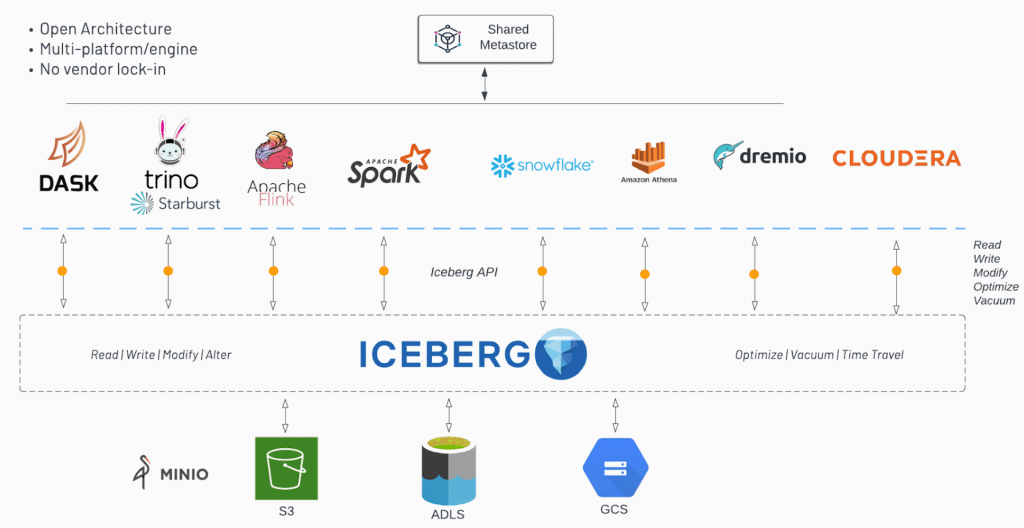 • Open Architecture
• Multi-platform/engine
• No vendor lock-in
Shared
Metastore
DASK
trino
Starburst
Apache
Flink
APACHE
Spark
snowflake®
Amazon Athena
dremio
CLOUDERA
Iceberg API
Read
Write
Modify
Optimize
Vacuum
Read | Write | Modify | Alter
ICEBERG
Optimize | Vacuum | Time Travel
MINIO
S3
ADLS
GCS